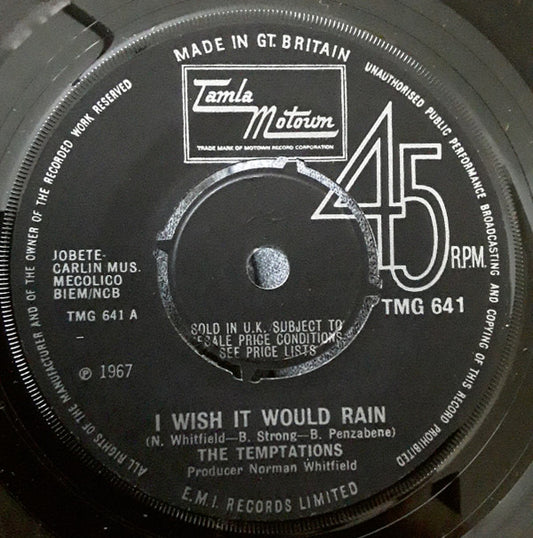 MADE IN GT. BRITAIN
Tamla
Motown
TRADE MARK OF MOTOWN RECORD CORPORATION
45
R.P.M.
TMG 641
JOBETE-
CARLIN MUS.
MECOLICO
BIEM/NCB
TMG 641 A
℗ 1967
SOLD IN U.K. SUBJECT TO
RESALE PRICE CONDITIONS,
SEE PRICE LISTS
I WISH IT WOULD RAIN
(N. Whitfield—B. Strong—B. Penzabene)
THE TEMPTATIONS
Producer Norman Whitfield
E.M.I. RECORDS LIMITED
ALL RIGHTS OF THE MANUFACTURER AND OF THE OWNER OF THE RECORDED WORK RESERVED
UNAUTHORISED PUBLIC PERFORMANCE BROADCASTING AND COPYING OF THIS RECORD PROHIBITED